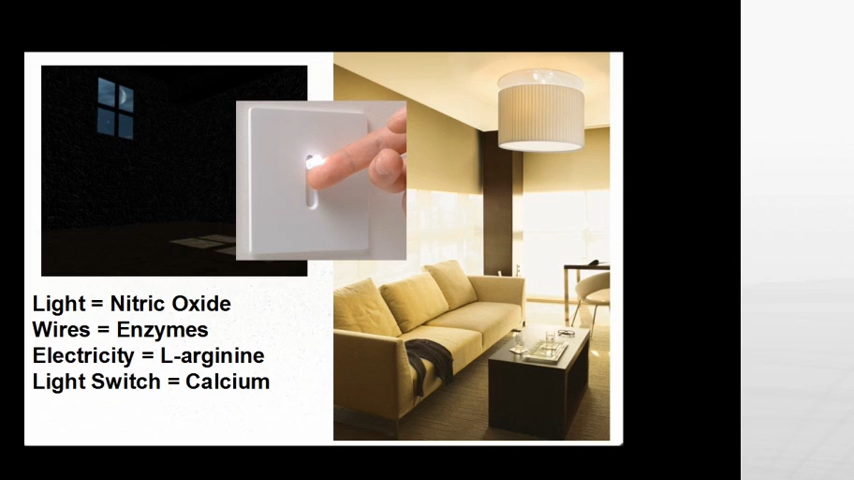 Light = Nitric Oxide
Wires = Enzymes
Electricity = L-arginine
Light Switch = Calcium